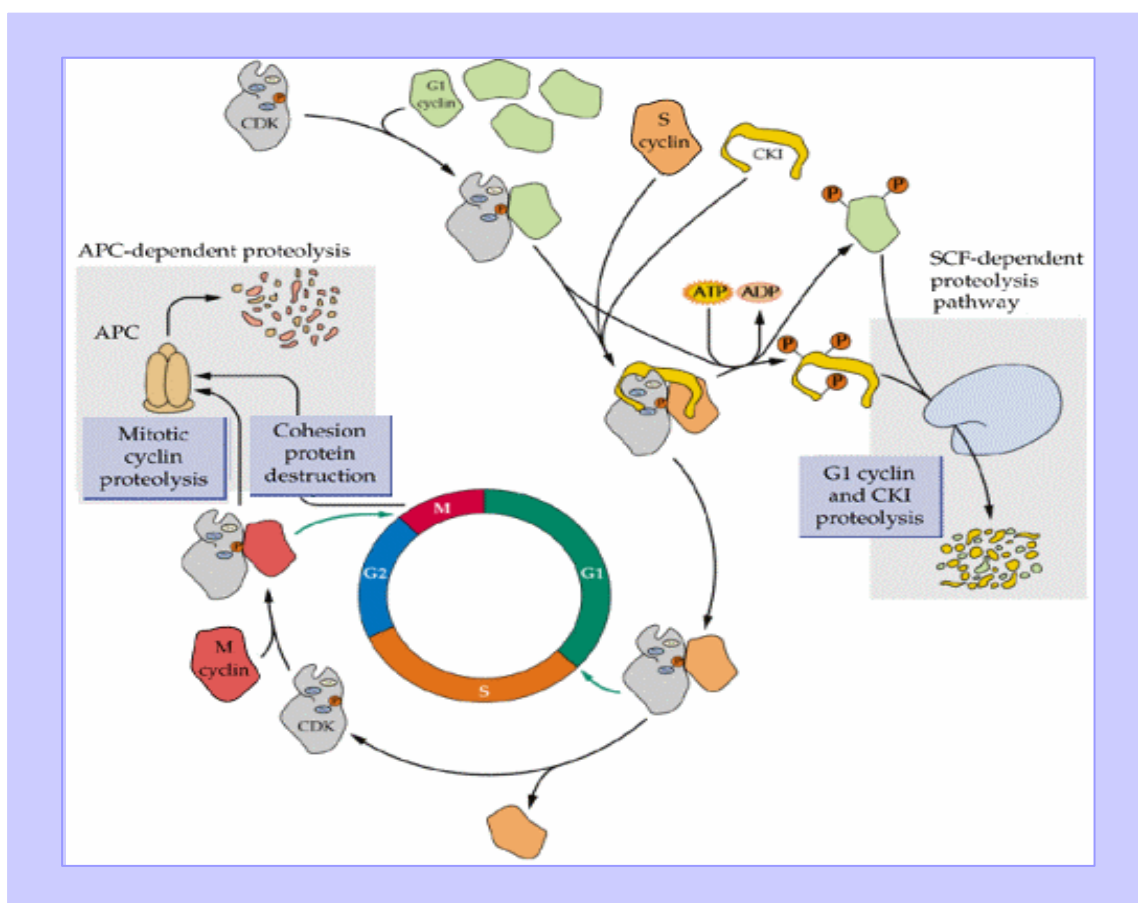 CDK
G1
cyclin
S
cyclin
CKI
P
P
P
APC-dependent proteolysis
APC
Mitotic
cyclin
proteolysis
Cohesion
protein
destruction
ATP
ADP
P
P
P
P
SCF-dependent
proteolysis
pathway
G1 cyclin
and CKI
proteolysis
M
G1
G2
S
P
P
M
cyclin
P
CDK